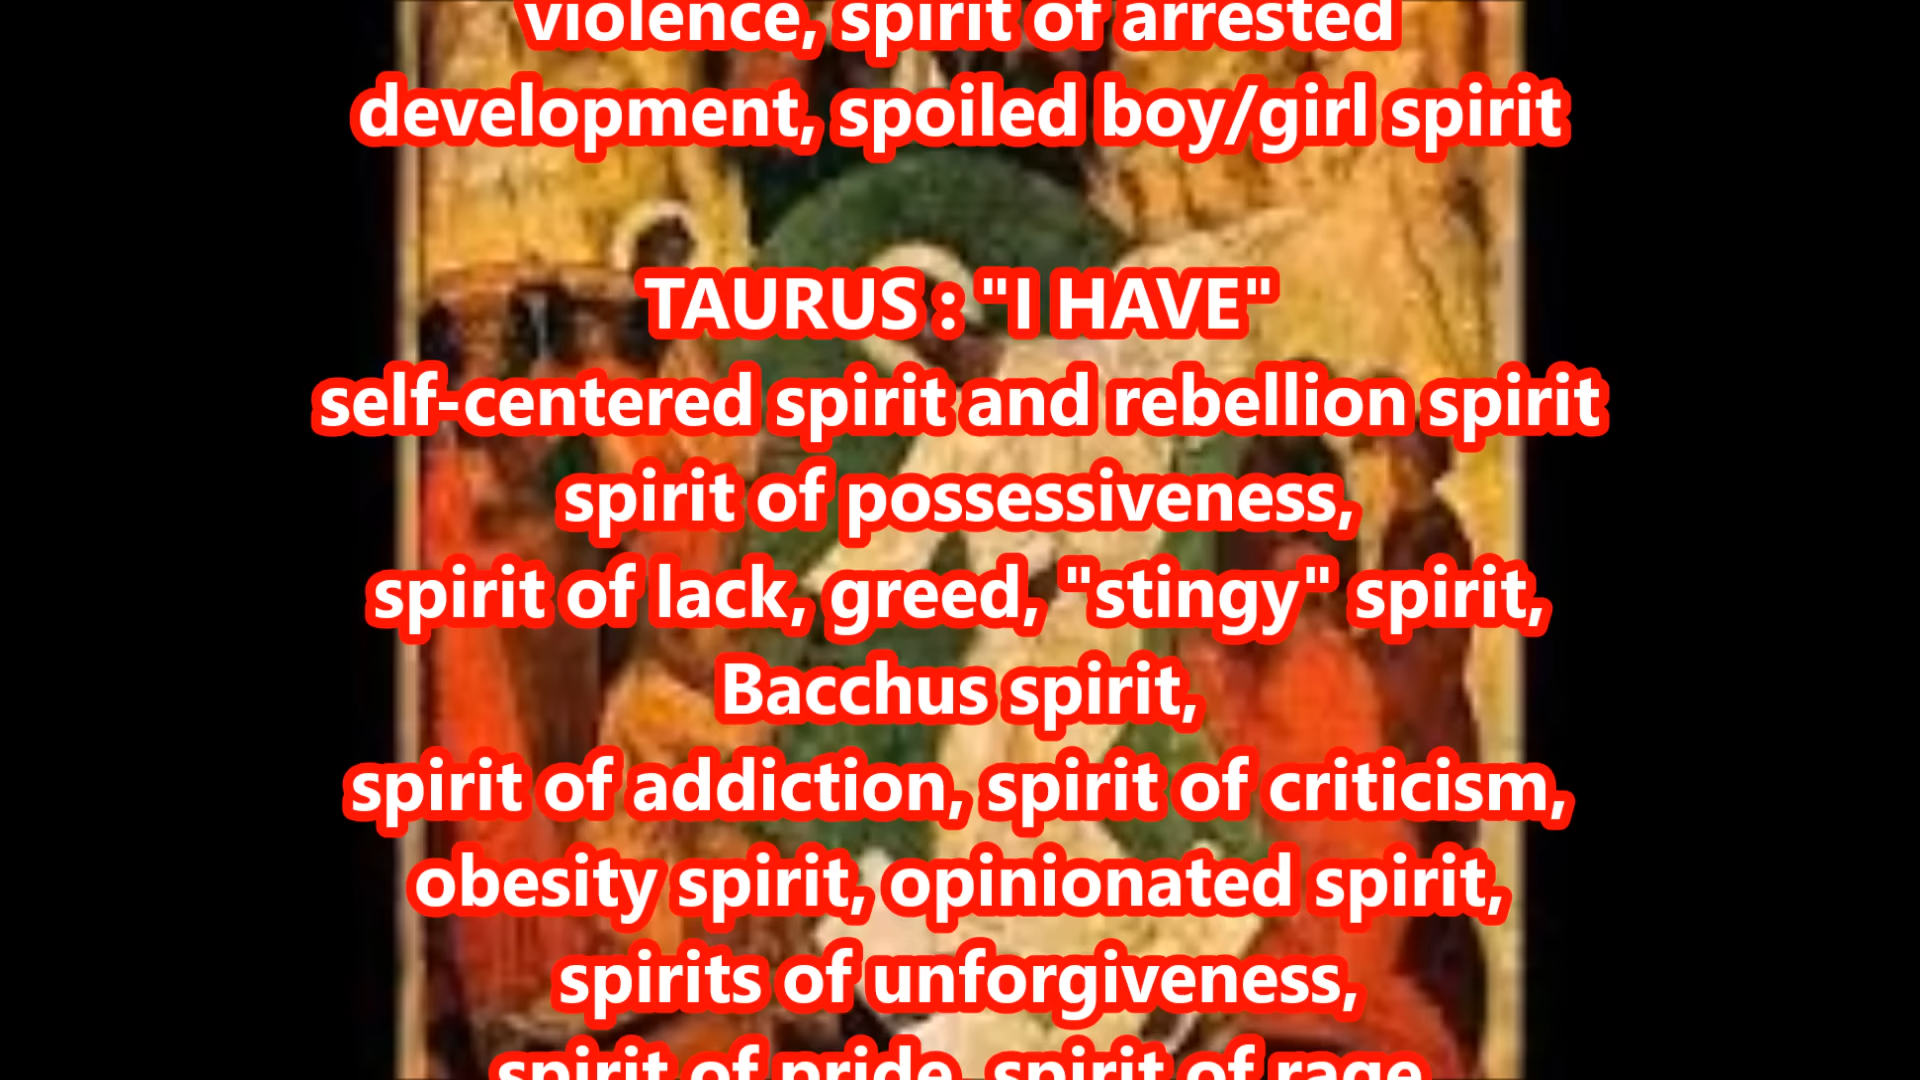 violence, spirit of arrested
development, spoiled boy/girl spirit
TAURUS : "I HAVE"
self-centered spirit and rebellion spirit
spirit of possessiveness,
spirit of lack, greed, "stingy" spirit,
Bacchus spirit,
spirit of addiction, spirit of criticism,
obesity spirit, opinionated spirit,
spirits of unforgiveness,
spirit of pride, spirit of rage